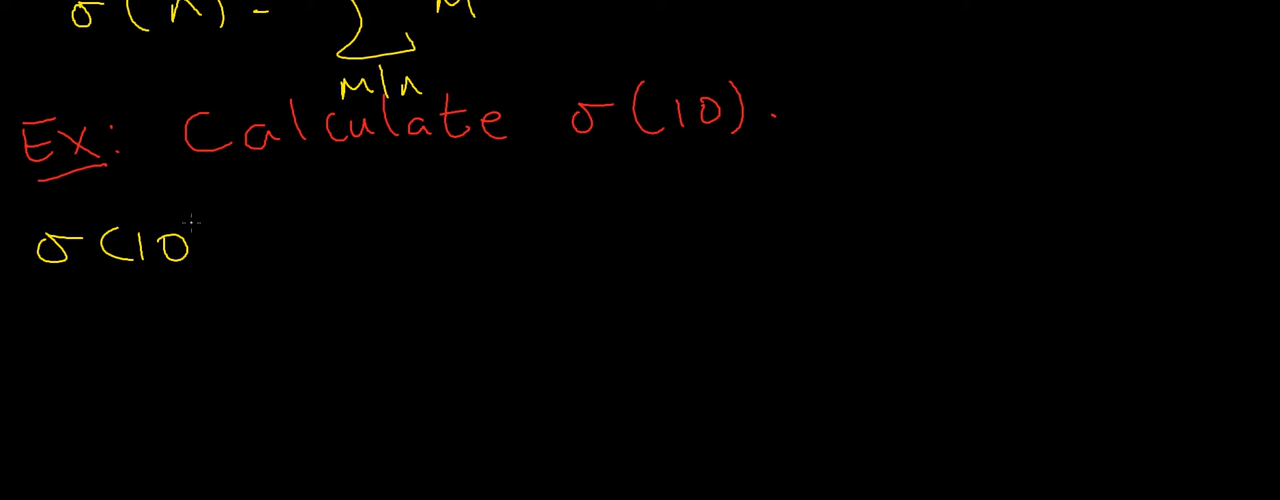 σ(n) = ∑ m
m|n
Ex: Calculate σ(10).
σ(10